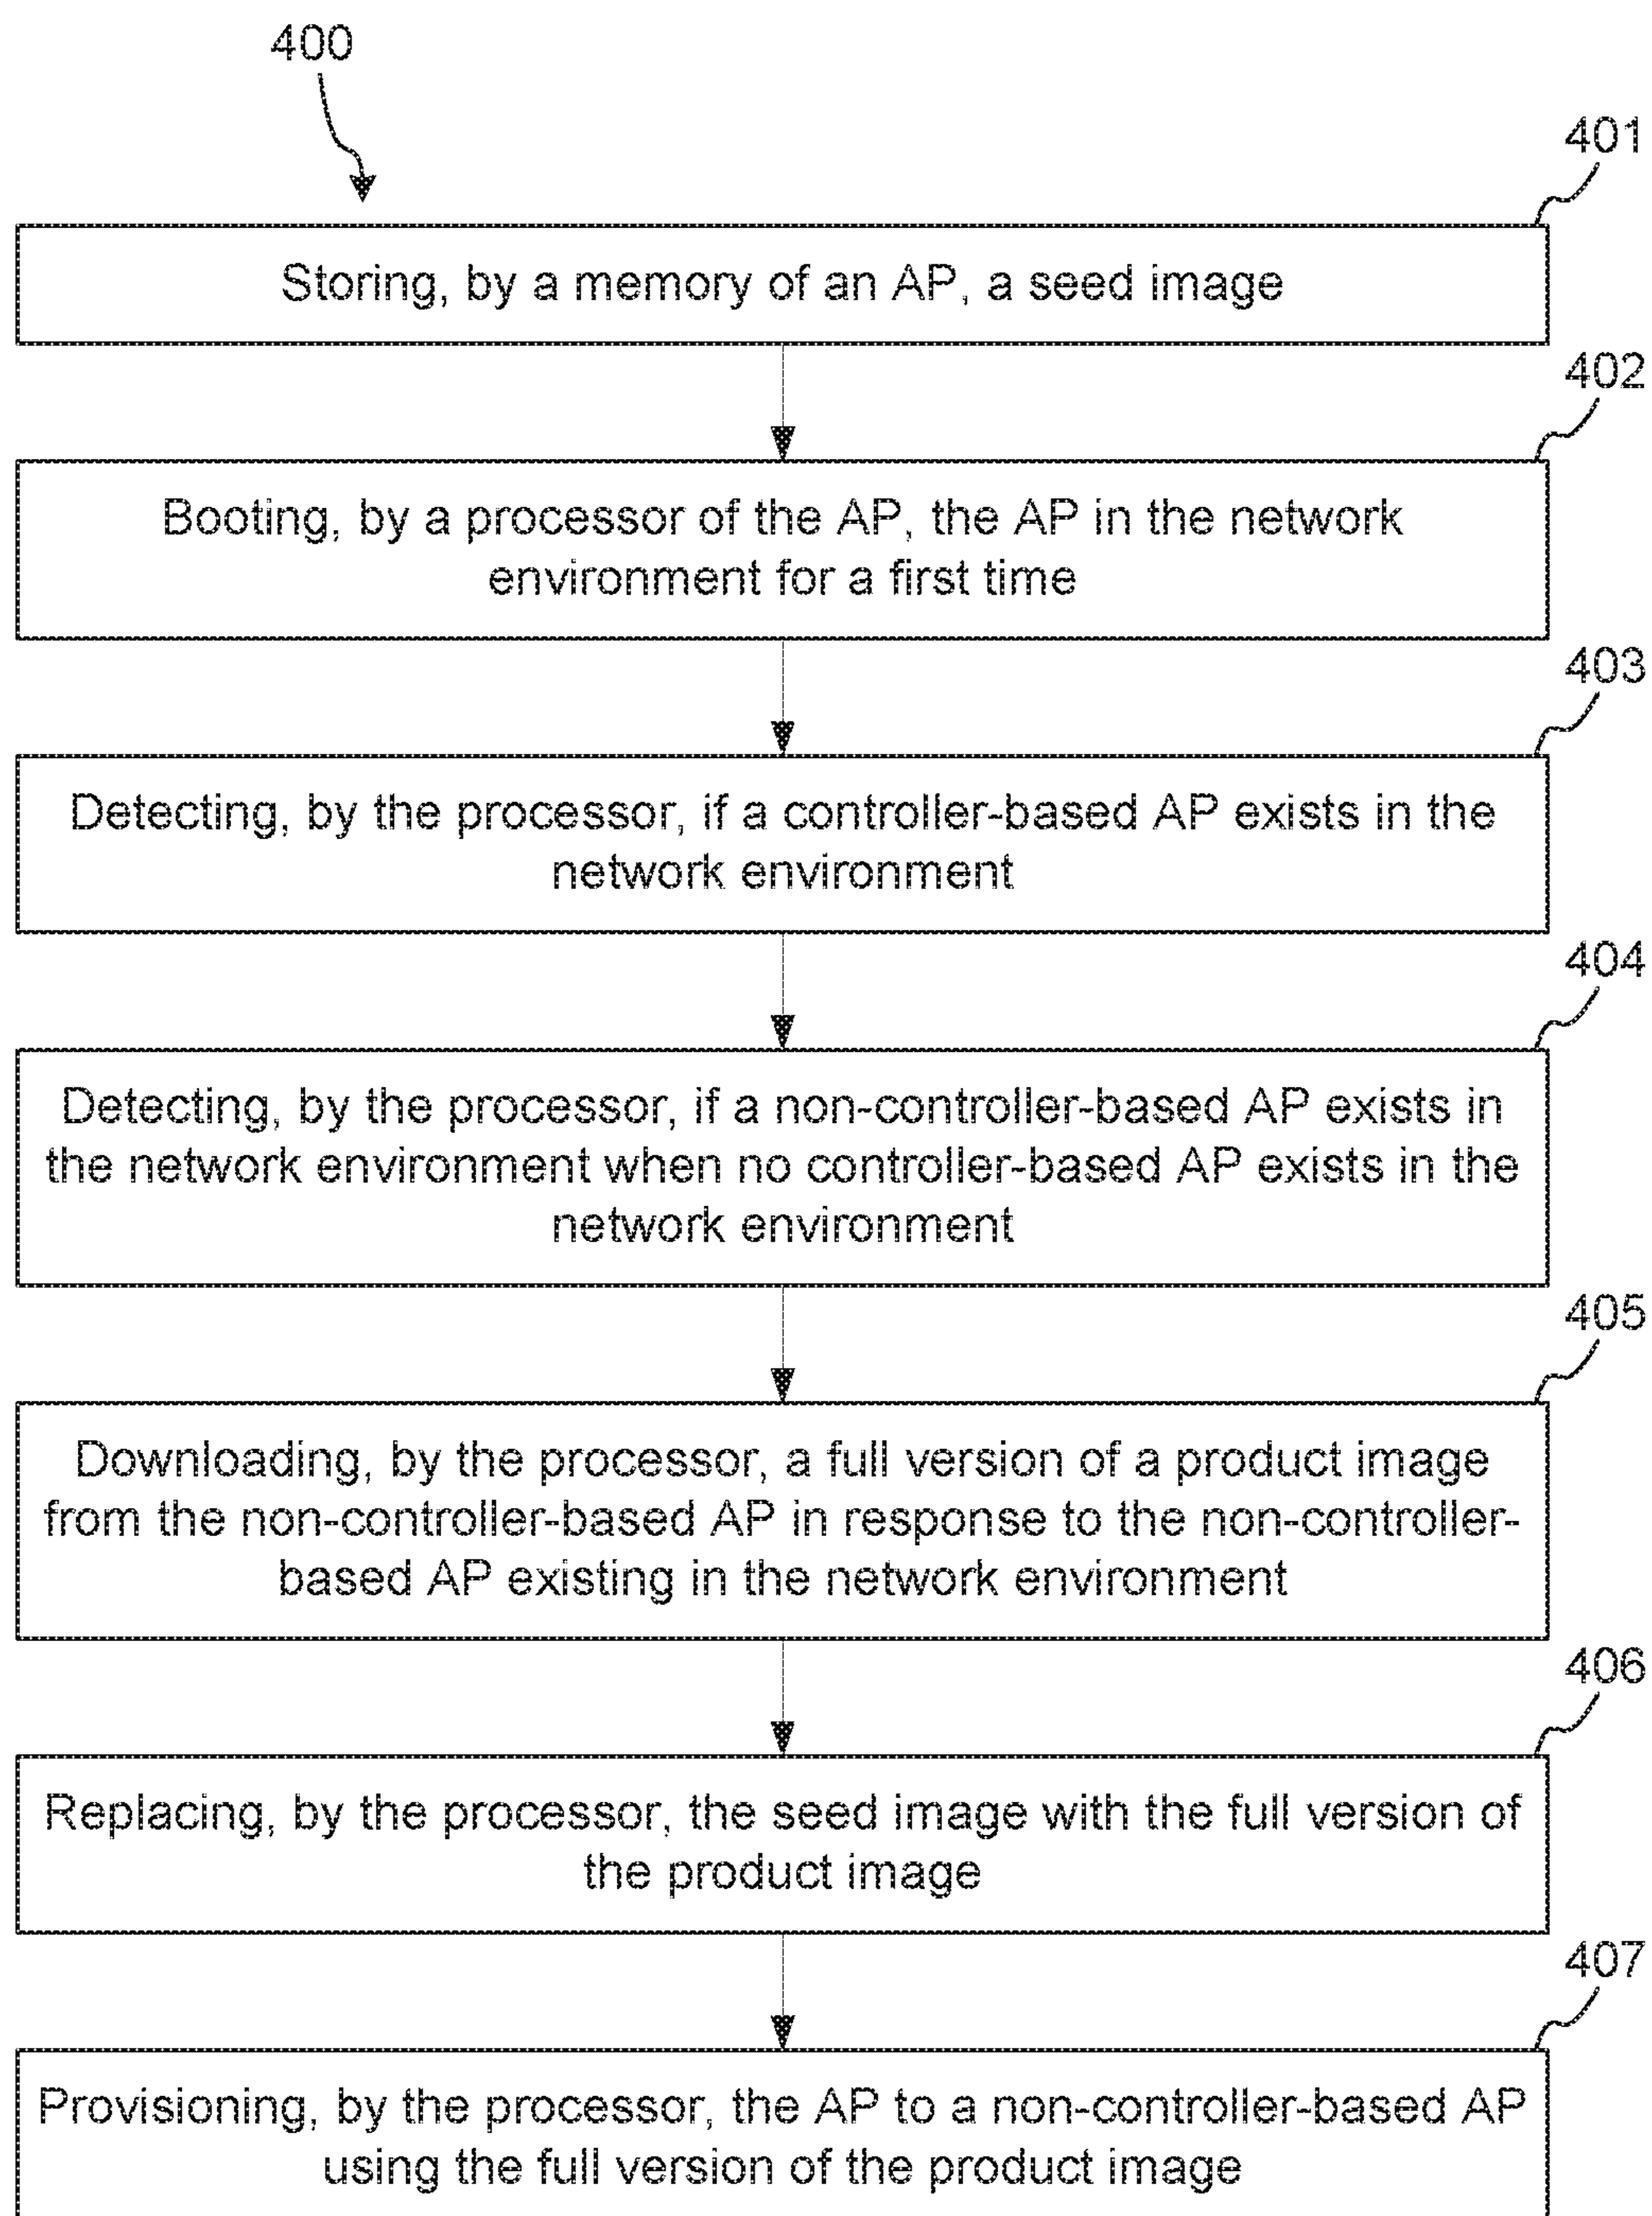 400
401
Storing, by a memory of an AP, a seed image
402
Booting, by a processor of the AP, the AP in the network
environment for a first time
403
Detecting, by the processor, if a controller-based AP exists in the
network environment
404
Detecting, by the processor, if a non-controller-based AP exists in
the network environment when no controller-based AP exists in the
network environment
405
Downloading, by the processor, a full version of a product image
from the non-controller-based AP in response to the non-controller-
based AP existing in the network environment
406
Replacing, by the processor, the seed image with the full version of
the product image
407
Provisioning, by the processor, the AP to a non-controller-based AP
using the full version of the product image